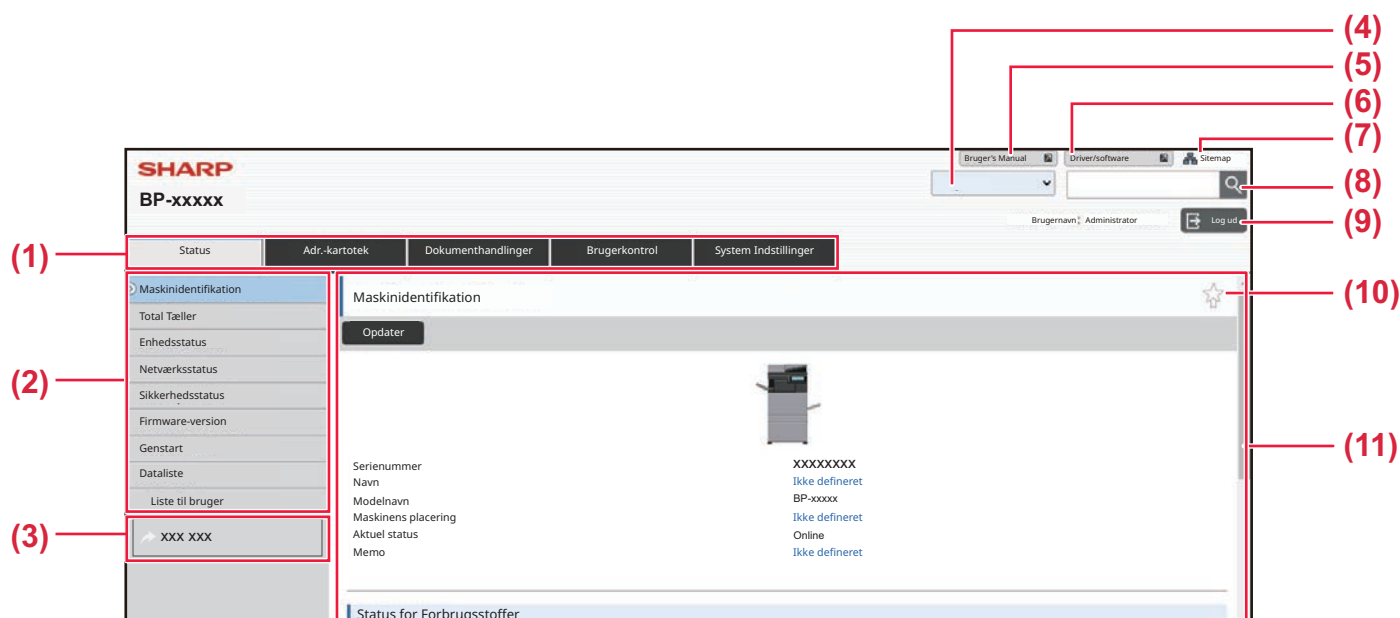 (4)
(5)
(6)
(7)
SHARP
Bruger's Manual Driver/software Sitemap
BP-xxxxx
(8)
Brugernavn: Administrator Log ud
(9)
(1)
Status Adr.-kartotek Dokumenthandlinger Brugerkontrol System Indstillinger
Maskinidentifikation
Total Tæller
Enhedsstatus
Netværksstatus
Sikkerhedsstatus
Firmware-version
Genstart
Dataliste
Liste til bruger
(2)
XXX XXX
(3)
Maskinidentifikation
(10)
Opdater
(11)
Serienummer XXXXXXXX
Navn Ikke defineret
Modelnavn BP-xxxxx
Maskinens placering Ikke defineret
Aktuel status Online
Memo Ikke defineret
Status for Forbrugsstoffer